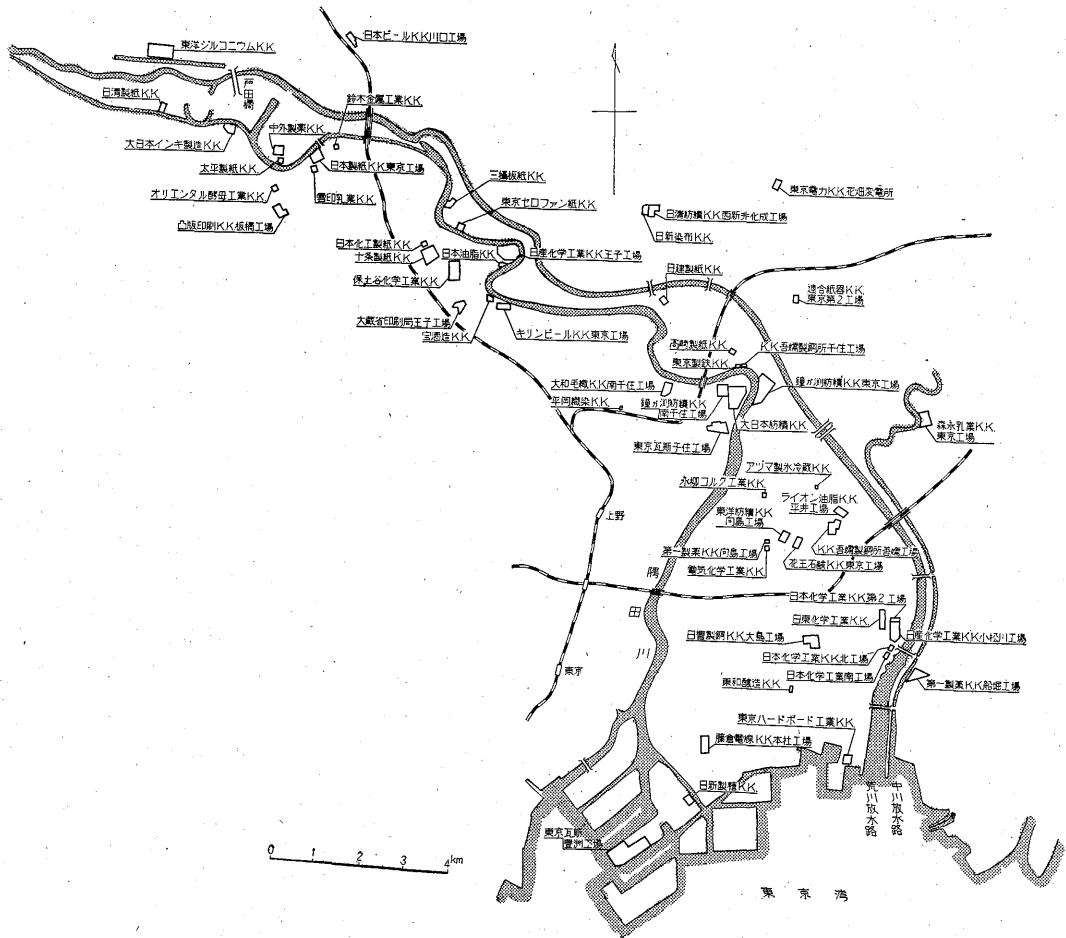 日本ビールK.K.川口工場
東洋ジルコニウムK.K.
戸田橋
日清製紙K.K.
鈴木金属工業K.K.
大日本インキ製造K.K.
中外製薬K.K.
太平製紙K.K.
日本製紙K.K.東京工場
オリエンタル酵母工業K.K.
雪印乳業K.K.
凸版印刷K.K.板橋工場
三攝板紙K.K.
東京セロファン紙K.K.
東京電力K.K.花畑変電所
日清紡績K.K.西新井化成工場
日新染布K.K.
日本化工製紙K.K.
十条製紙K.K.
日本油脂K.K.
日産化学工業K.K.王子工場
保土谷化学工業K.K.
日建製紙K.K.
連合紙器K.K.
東京第2工場
大蔵省印刷局王子工場
宝酒造K.K.
キリンビールK.K.東京工場
高崎製紙K.K.
K.K.吾嬬製鋼所千住工場
東京製鉄K.K.
大和毛織K.K.南千住工場
鐘ヶ渕紡績K.K.東京工場
平岡織染K.K.
鐘ヶ渕紡績K.K.
南千住工場
大日本紡績K.K.
東京瓦斯千住工場
森永乳業K.K.
東京工場
アヅマ製氷冷蔵K.K.
永柳コルク工業K.K.
ライオン油脂K.K.
平井工場
上野
東洋紡績K.K.
向島工場
第一製薬K.K.向島工場
K.K.吾嬬製鋼所吾嬬工場
電気化学工業K.K.
花王石鹸K.K.東京工場
隅田川
日本化学工業K.K.第2工場
日東化学工業K.K.
日曹製鋼K.K.大島工場
日産化学工業K.K.小松川工場
日本化学工業K.K.北工場
東京
日本化学工業南工場
東和醸造K.K.
第一製薬K.K.船堀工場
東京ハードボード工業K.K.
藤倉電線K.K.本社工場
日新製糖K.K.
荒川放水路
中川放水路
東京瓦斯
豊洲工場
0 1 2 3 4 km
東京湾